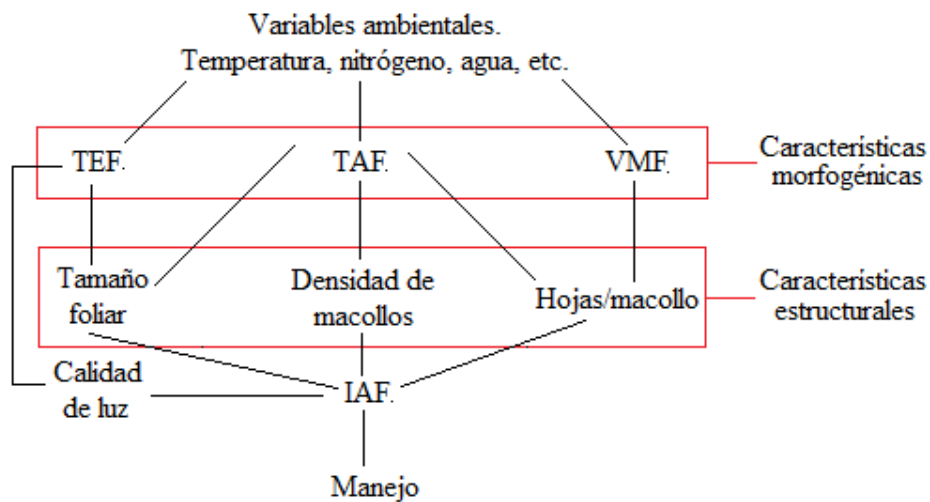 Variables ambientales.
Temperatura, nitrógeno, agua, etc.
TEF.
TAF.
VMF.
Características
morfogénicas
Tamaño
foliar
Densidad de
macollos
Hojas/macollo
Características
estructurales
Calidad
de luz
IAF.
Manejo